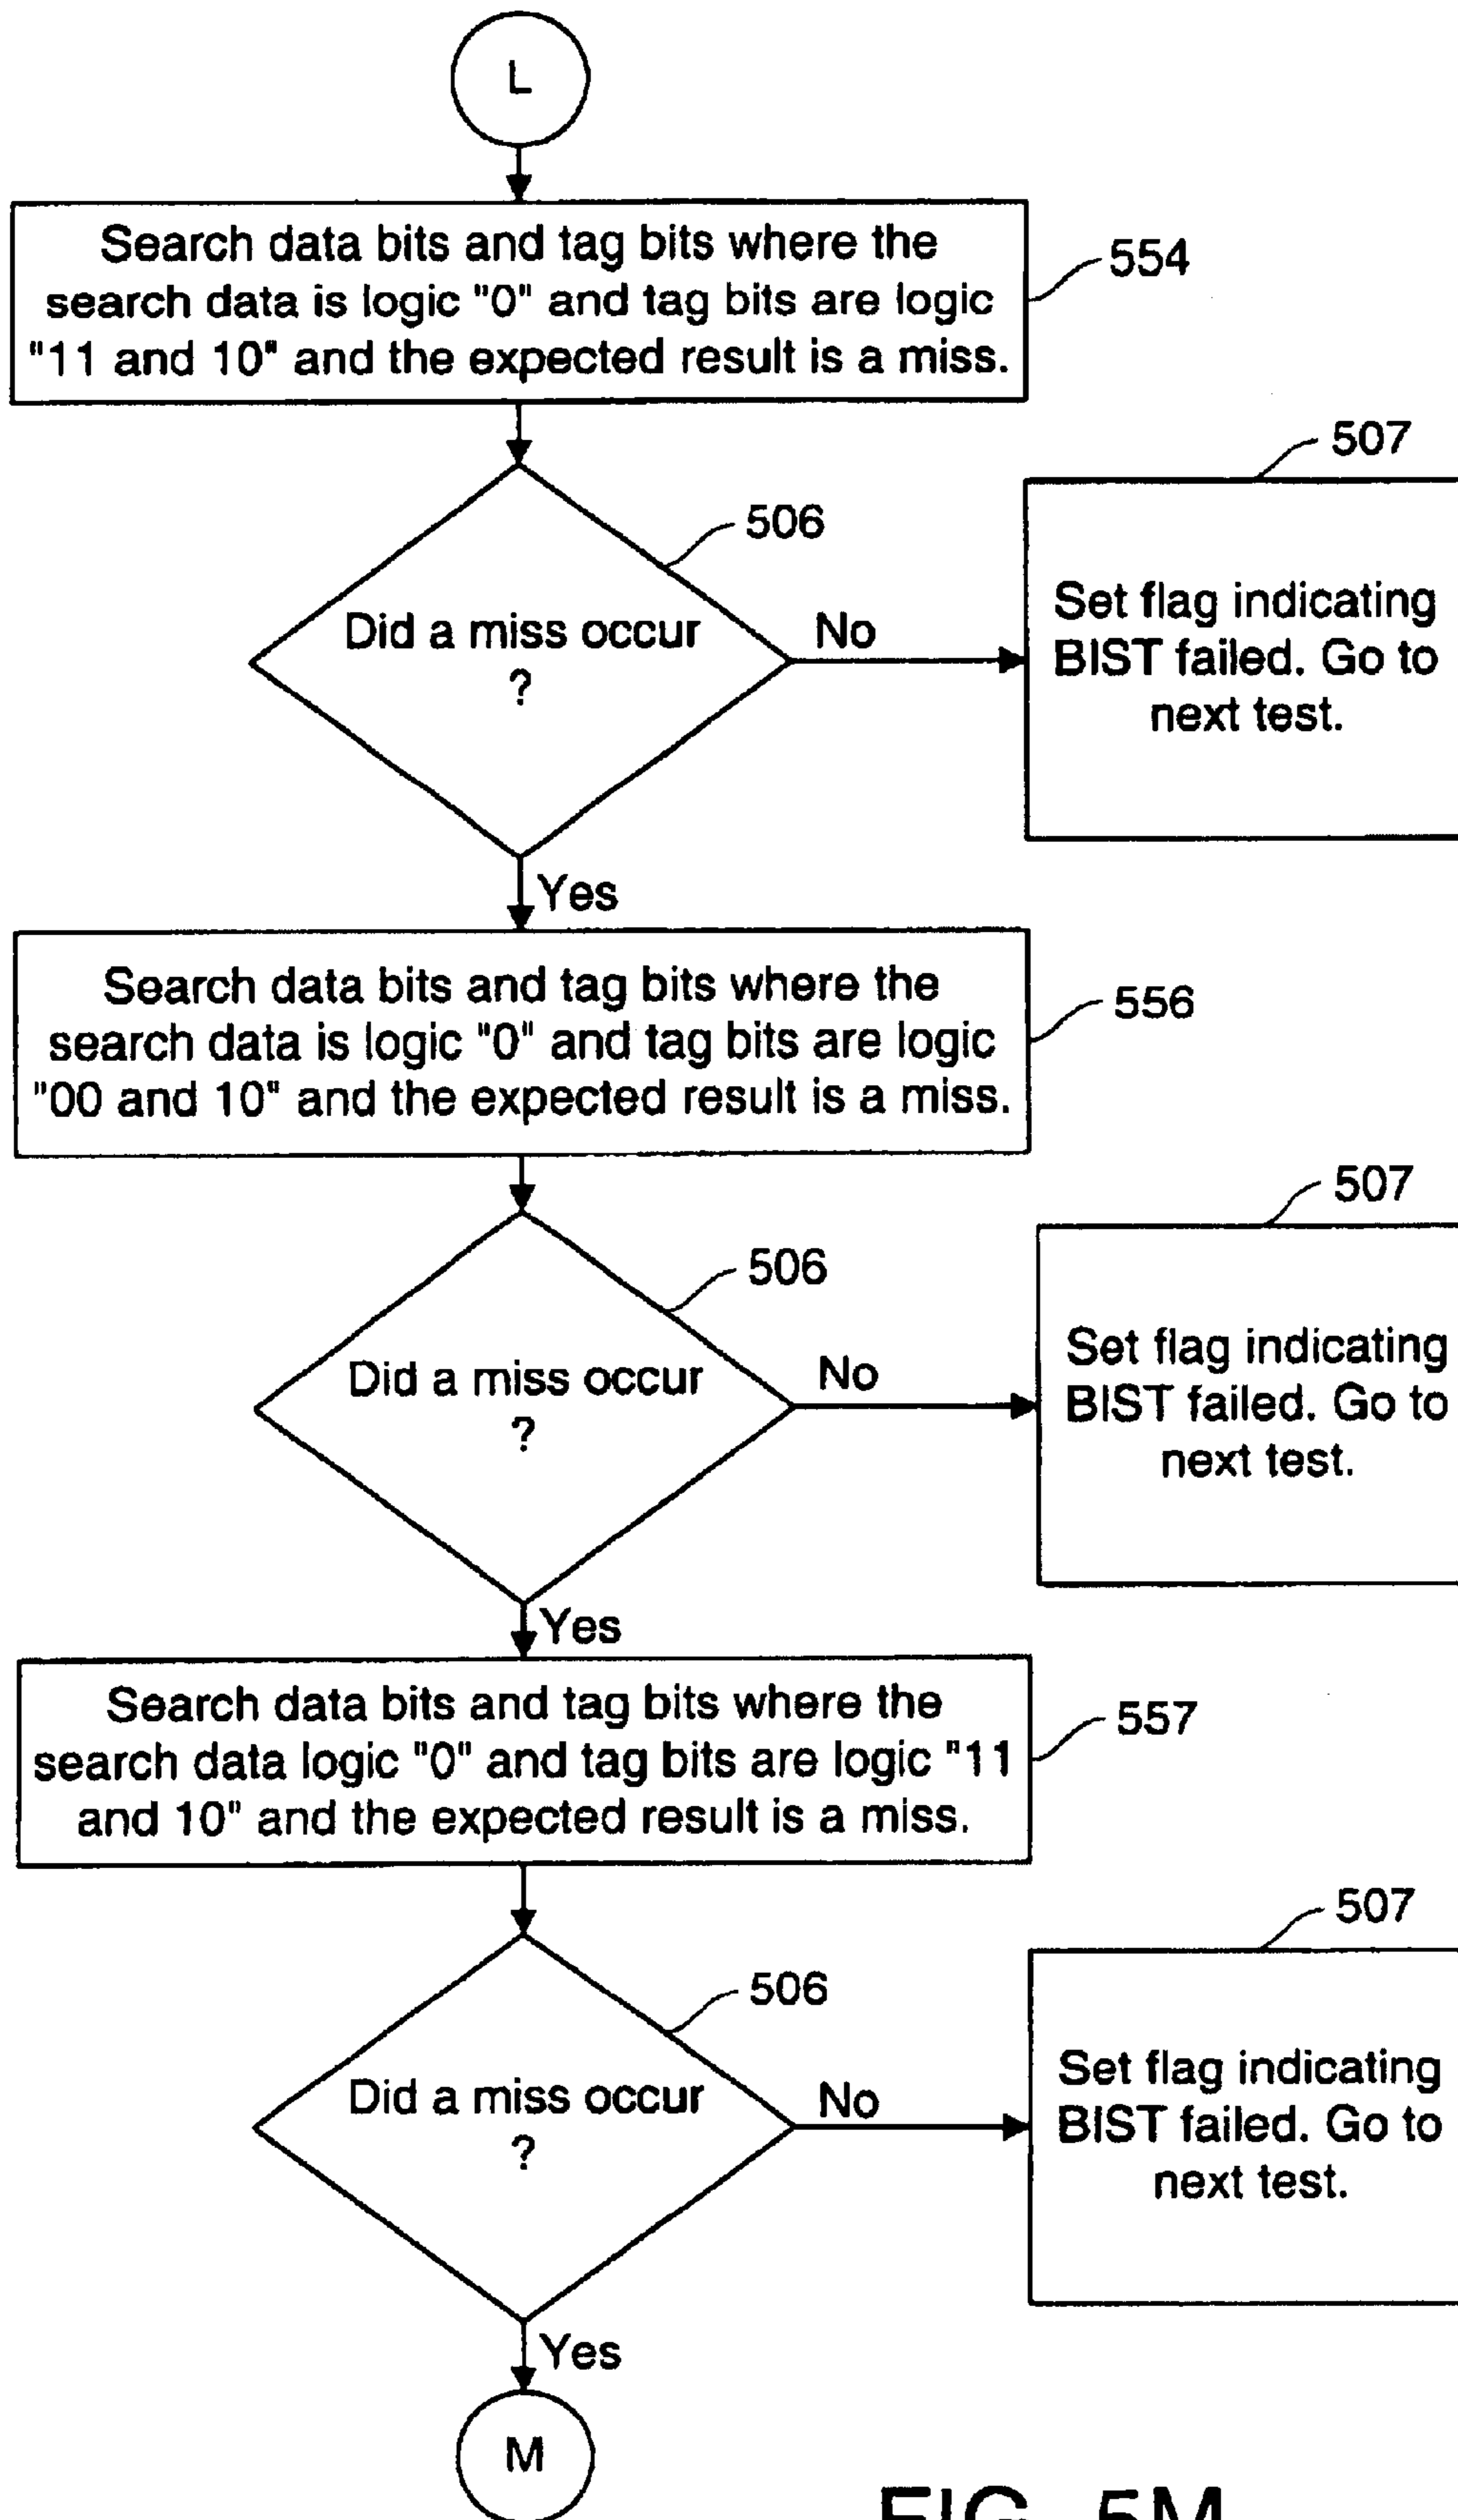 L
Search data bits and tag bits where the
search data is logic "0" and tag bits are logic
"11 and 10" and the expected result is a miss.
554
507
506
Did a miss occur
?
No
Set flag indicating
BIST failed. Go to
next test.
Yes
Search data bits and tag bits where the
search data is logic "0" and tag bits are logic
"00 and 10" and the expected result is a miss.
556
507
506
Did a miss occur
?
No
Set flag indicating
BIST failed. Go to
next test.
Yes
Search data bits and tag bits where the
search data logic "0" and tag bits are logic "11
and 10" and the expected result is a miss.
557
507
506
Did a miss occur
?
No
Set flag indicating
BIST failed. Go to
next test.
Yes
M
FIG. 5M